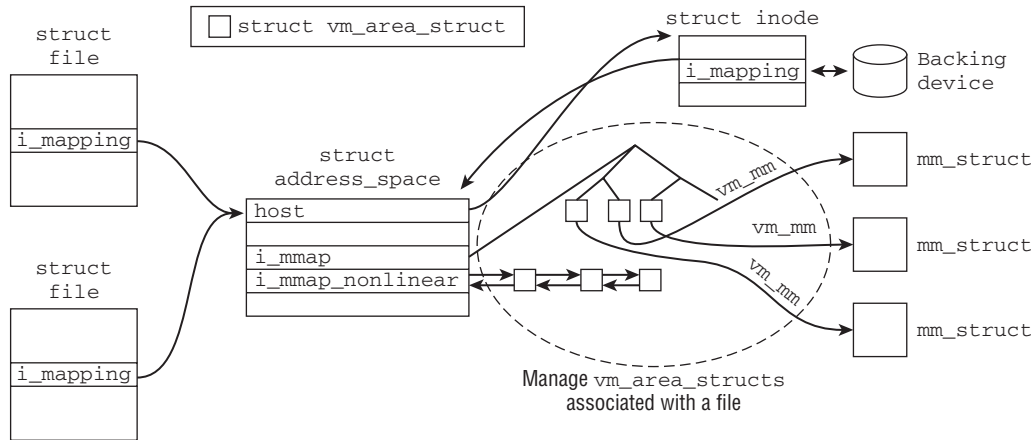 struct vm_area_struct
struct inode
i_mapping
Backing
device
struct
file
i_mapping
struct
address_space
host
i_mmap
i_mmap_nonlinear
vm_mm
mm_struct
vm_mm
mm_struct
vm_mm
mm_struct
struct
file
i_mapping
Manage vm_area_structs
associated with a file